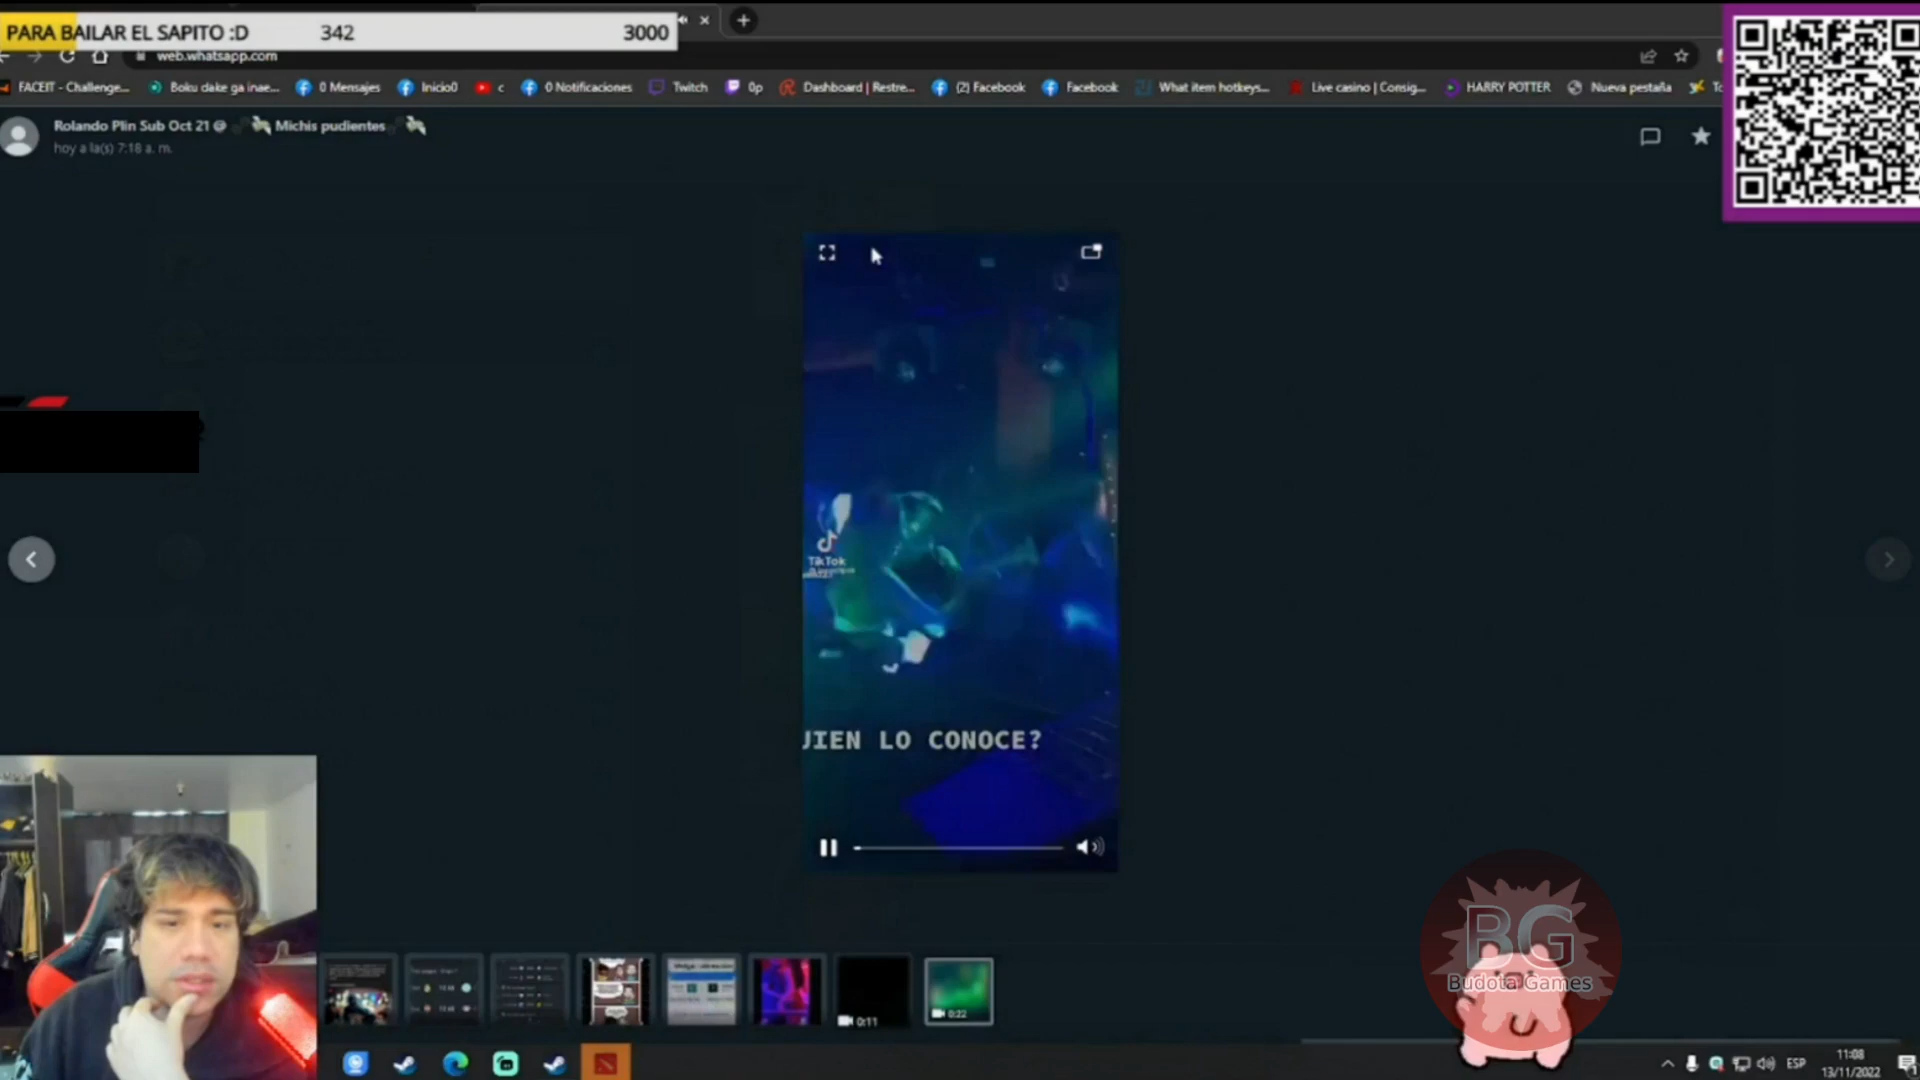 PARA BAILAR EL SAPITO :D 342 3000
web.whatsapp.com
FACEIT - Challenge... Boku dake ga inae... 0 Mensajes Inicio0 c 0 Notificaciones Twitch 0p Dashboard | Restre... (2) Facebook Facebook What item hotkeys... Live casino | Consig... HARRY POTTER Nueva pestaña
Rolando Plin Sub Oct 21 @ Michis pudientes
hoy a la(s) 7:18 a. m.
TikTok
UIEN LO CONOCE?
0:11
0:22
BG
Budota Games
ESP
11:08
13/11/2022